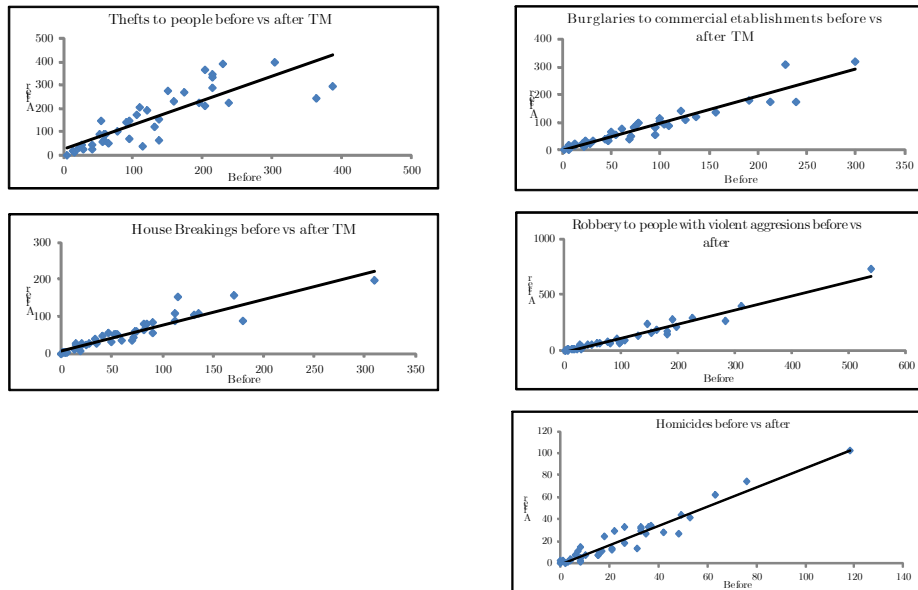 Thefts to people before vs after TM
500
400
300
200
100
0
0 100 200 300 400 500
Before
Burglaries to commercial etablishments before vs
after TM
400
300
200
100
0
0 50 100 150 200 250 300 350
Before
House Breakings before vs after TM
300
200
100
0
0 50 100 150 200 250 300 350
Before
Robbery to people with violent aggresions before vs
after
1000
500
0
0 100 200 300 400 500 600
Before
Homicides before vs after
120
100
80
60
40
20
0
0 20 40 60 80 100 120 140
Before